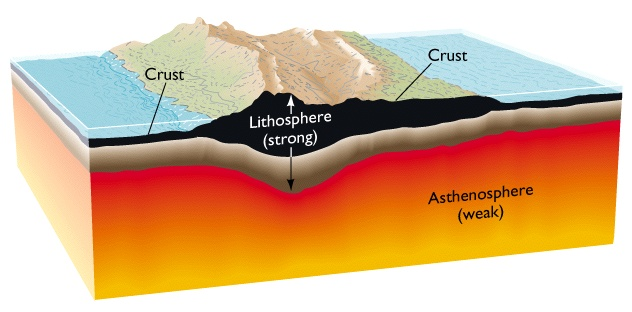 Crust
Crust
Lithosphere
(strong)
Asthenosphere
(weak)